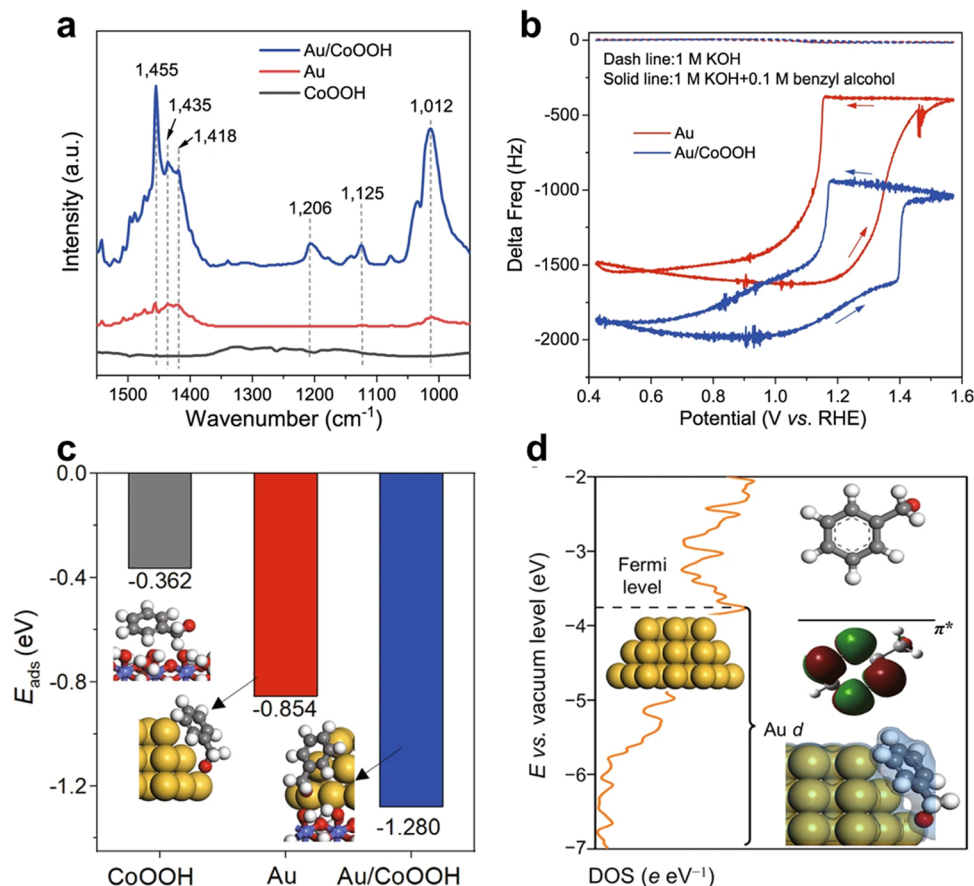 a
Au/CoOOH
Au
CoOOH
1,455
1,435
1,418
1,206
1,125
1,012
Intensity (a.u.)
1500 1400 1300 1200 1100 1000
Wavenumber (cm⁻¹)
b
Dash line:1 M KOH
Solid line:1 M KOH+0.1 M benzyl alcohol
Au
Au/CoOOH
Delta Freq (Hz)
0
-500
-1000
-1500
-2000
0.4 0.6 0.8 1.0 1.2 1.4 1.6
Potential (V vs. RHE)
c
Eads (eV)
0.0
-0.4
-0.8
-1.2
-0.362
-0.854
-1.280
CoOOH Au Au/CoOOH
d
E vs. vacuum level (eV)
−2
−3
−4
−5
−6
−7
Fermi
level
π*
Au d
DOS (e eV⁻¹)